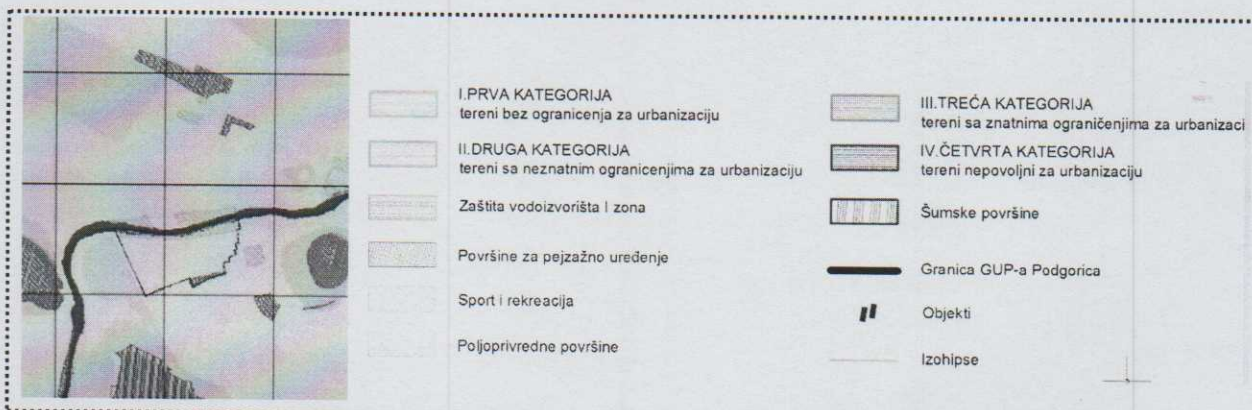 I.PRVA KATEGORIJA
tereni bez ogranicenja za urbanizaciju
II.DRUGA KATEGORIJA
tereni sa neznatnim ogranicenjima za urbanizaciju
Zaštita vodoizvorišta I zona
Površine za pejzažno uređenje
Sport i rekreacija
Poljoprivredne površine
III.TREĆA KATEGORIJA
tereni sa znatnima ograničenjima za urbanizaci
IV.ČETVRTA KATEGORIJA
tereni nepovoljni za urbanizaciju
Šumske površine
Granica GUP-a Podgorica
Objekti
Izohipse